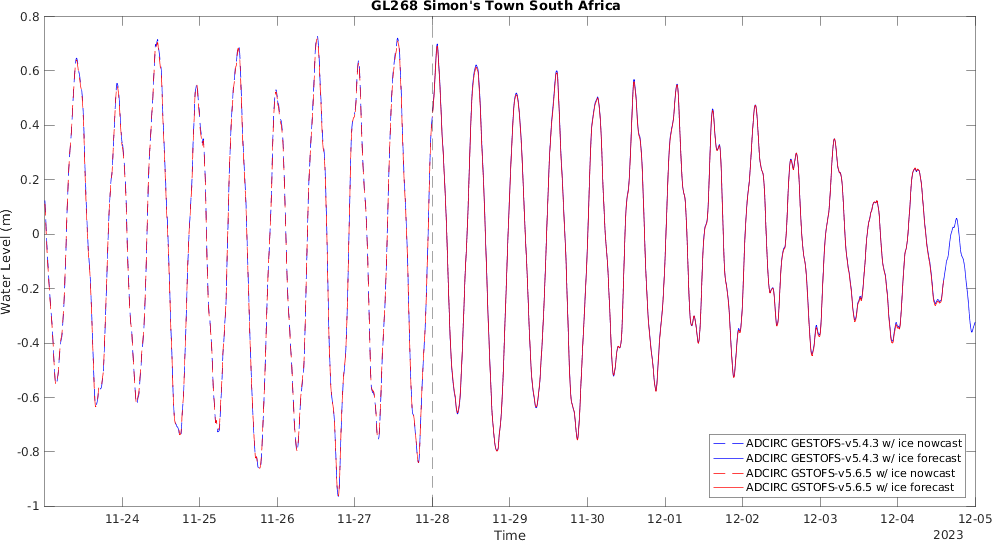 GL268 Simon's Town South Africa
0.8
0.6
0.4
0.2
0
-0.2
-0.4
-0.6
-0.8
-1
Water Level (m)
ADCIRC GESTOFS-v5.4.3 w/ ice nowcast
ADCIRC GESTOFS-v5.4.3 w/ ice forecast
ADCIRC GSTOFS-v5.6.5 w/ ice nowcast
ADCIRC GSTOFS-v5.6.5 w/ ice forecast
11-24 11-25 11-26 11-27 11-28 11-29 11-30 12-01 12-02 12-03 12-04 12-05
Time
2023